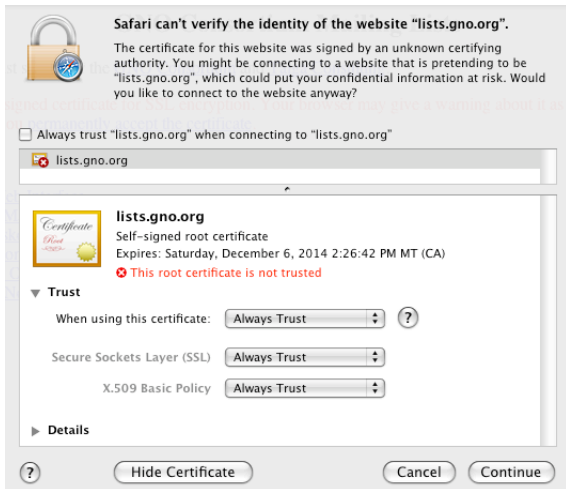 Safari can't verify the identity of the website “lists.gno.org”.
The certificate for this website was signed by an unknown certifying
authority. You might be connecting to a website that is pretending to be
“lists.gno.org”, which could put your confidential information at risk. Would
you like to connect to the website anyway?
Always trust “lists.gno.org” when connecting to “lists.gno.org”
lists.gno.org
Certificate
Root
lists.gno.org
Self-signed root certificate
Expires: Saturday, December 6, 2014 2:26:42 PM MT (CA)
This root certificate is not trusted
Trust
When using this certificate: Always Trust ?
Secure Sockets Layer (SSL) Always Trust
X.509 Basic Policy Always Trust
Details
? Hide Certificate Cancel Continue